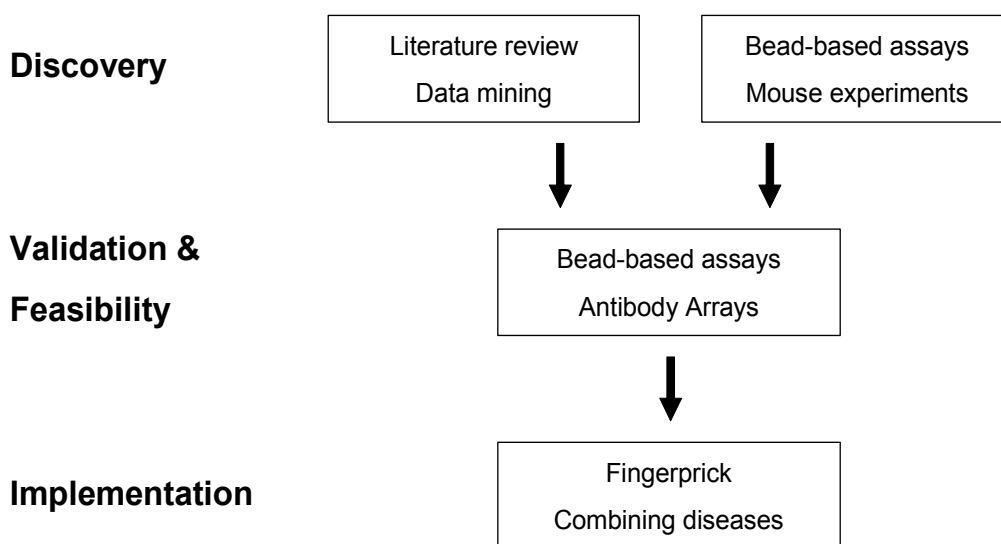 Discovery
Literature review
Data mining
Bead-based assays
Mouse experiments
Validation &
Feasibility
Bead-based assays
Antibody Arrays
Implementation
Fingerprick
Combining diseases